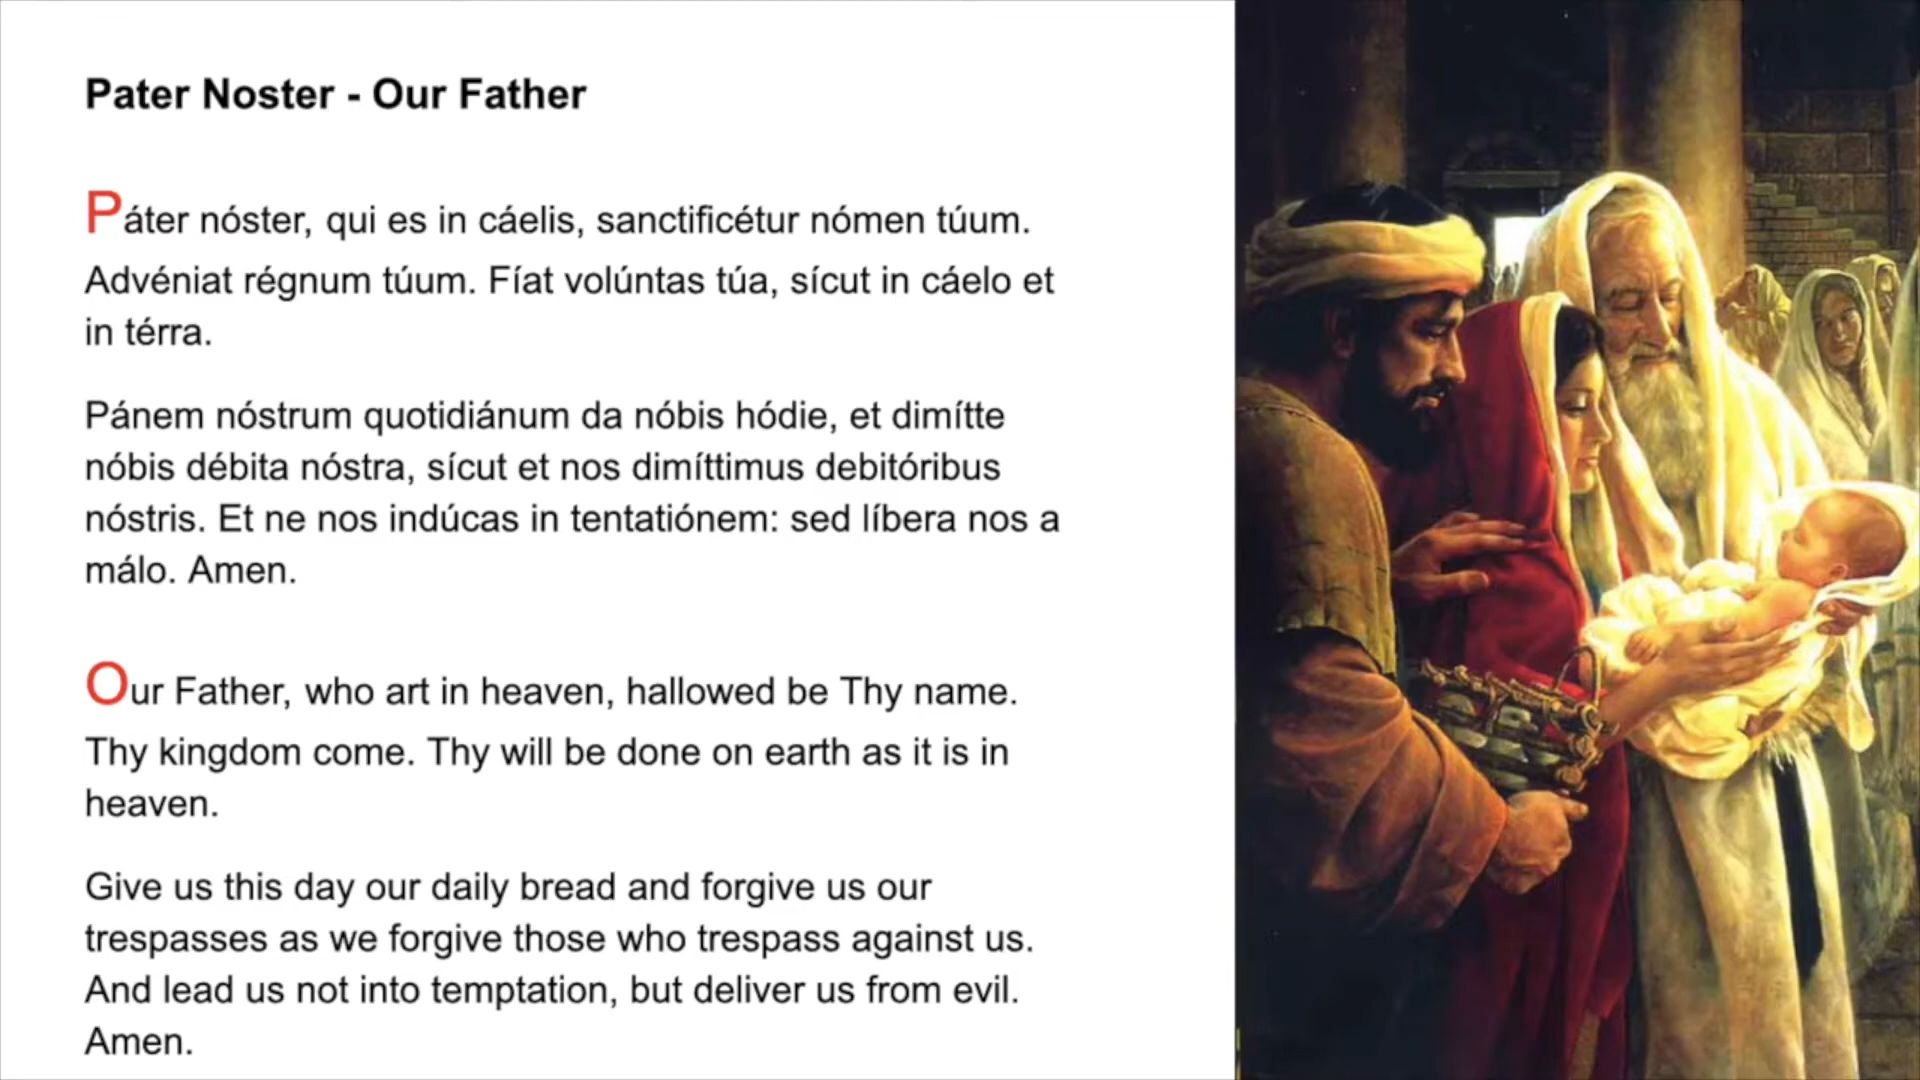 Pater Noster - Our Father
Páter nóster, qui es in cáelis, sanctificétur nómen túum.
Advéniat régnum túum. Fíat volúntas túa, sícut in cáelo et
in térra.
Pánem nóstrum quotidiánum da nóbis hódie, et dimítte
nóbis débita nóstra, sícut et nos dimíttimus debitóribus
nóstris. Et ne nos indúcas in tentatiónem: sed líbera nos a
málo. Amen.
Our Father, who art in heaven, hallowed be Thy name.
Thy kingdom come. Thy will be done on earth as it is in
heaven.
Give us this day our daily bread and forgive us our
trespasses as we forgive those who trespass against us.
And lead us not into temptation, but deliver us from evil.
Amen.